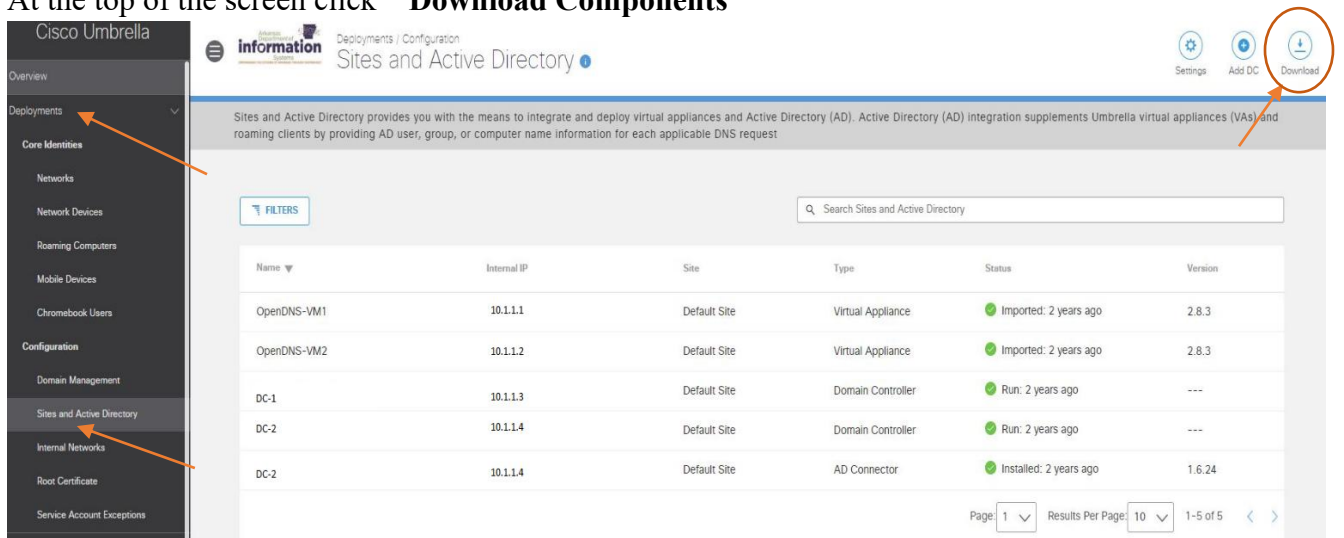 At the top of the screen click "Download Components"
Cisco Umbrella
Overview
Deployments
Core Identities
Networks
Network Devices
Roaming Computers
Mobile Devices
Chromebook Users
Configuration
Domain Management
Sites and Active Directory
Internal Networks
Root Certificate
Service Account Exceptions
Arkansas
Department of
information
Systems
Deployments / Configuration
Sites and Active Directory
Settings
Add DC
Download
Sites and Active Directory provides you with the means to integrate and deploy virtual appliances and Active Directory (AD). Active Directory (AD) integration supplements Umbrella virtual appliances (VAs) and
roaming clients by providing AD user, group, or computer name information for each applicable DNS request
FILTERS
Search Sites and Active Directory
Name Internal IP Site Type Status Version
OpenDNS-VM1 10.1.1.1 Default Site Virtual Appliance Imported: 2 years ago 2.8.3
OpenDNS-VM2 10.1.1.2 Default Site Virtual Appliance Imported: 2 years ago 2.8.3
DC-1 10.1.1.3 Default Site Domain Controller Run: 2 years ago ---
DC-2 10.1.1.4 Default Site Domain Controller Run: 2 years ago ---
DC-2 10.1.1.4 Default Site AD Connector Installed: 2 years ago 1.6.24
Page: 1 Results Per Page: 10 1-5 of 5